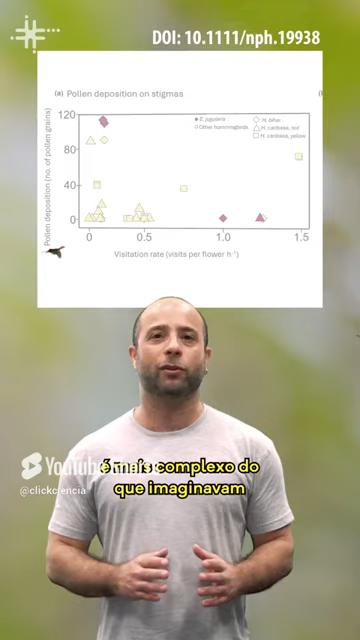 DOI: 10.1111/nph.19938
(a) Pollen deposition on stigmas
Pollen deposition (no. of pollen grains)
120
80
40
0
E. jugularis
Other hummingbirds
H. bihai
H. caribaea, red
H. caribaea, yellow
0
0.5
1.0
1.5
Visitation rate (visits per flower h⁻¹)
é mais complexo do
que imaginavam
@clickciencia